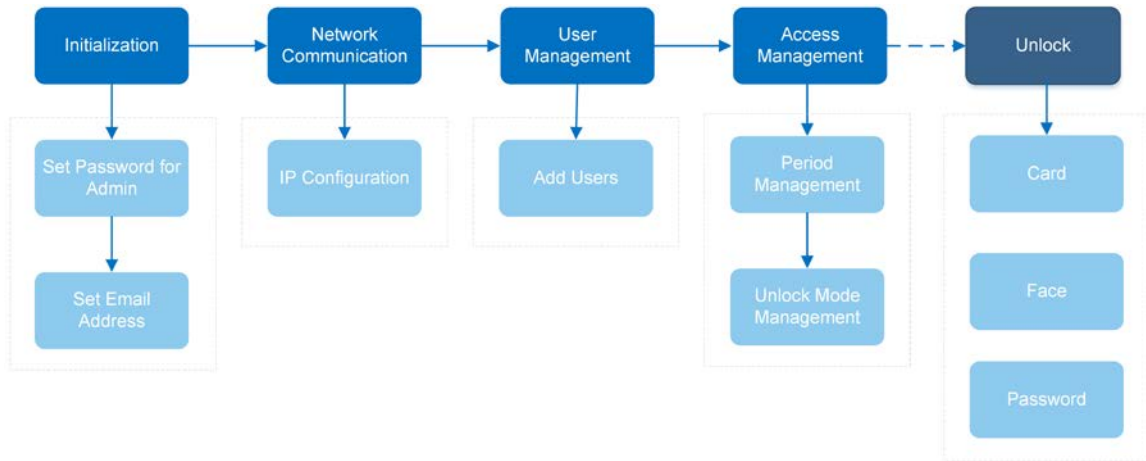 Initialization
Network
Communication
User
Management
Access
Management
Unlock
Set Password for
Admin
Set Email
Address
IP Configuration
Add Users
Period
Management
Unlock Mode
Management
Card
Face
Password